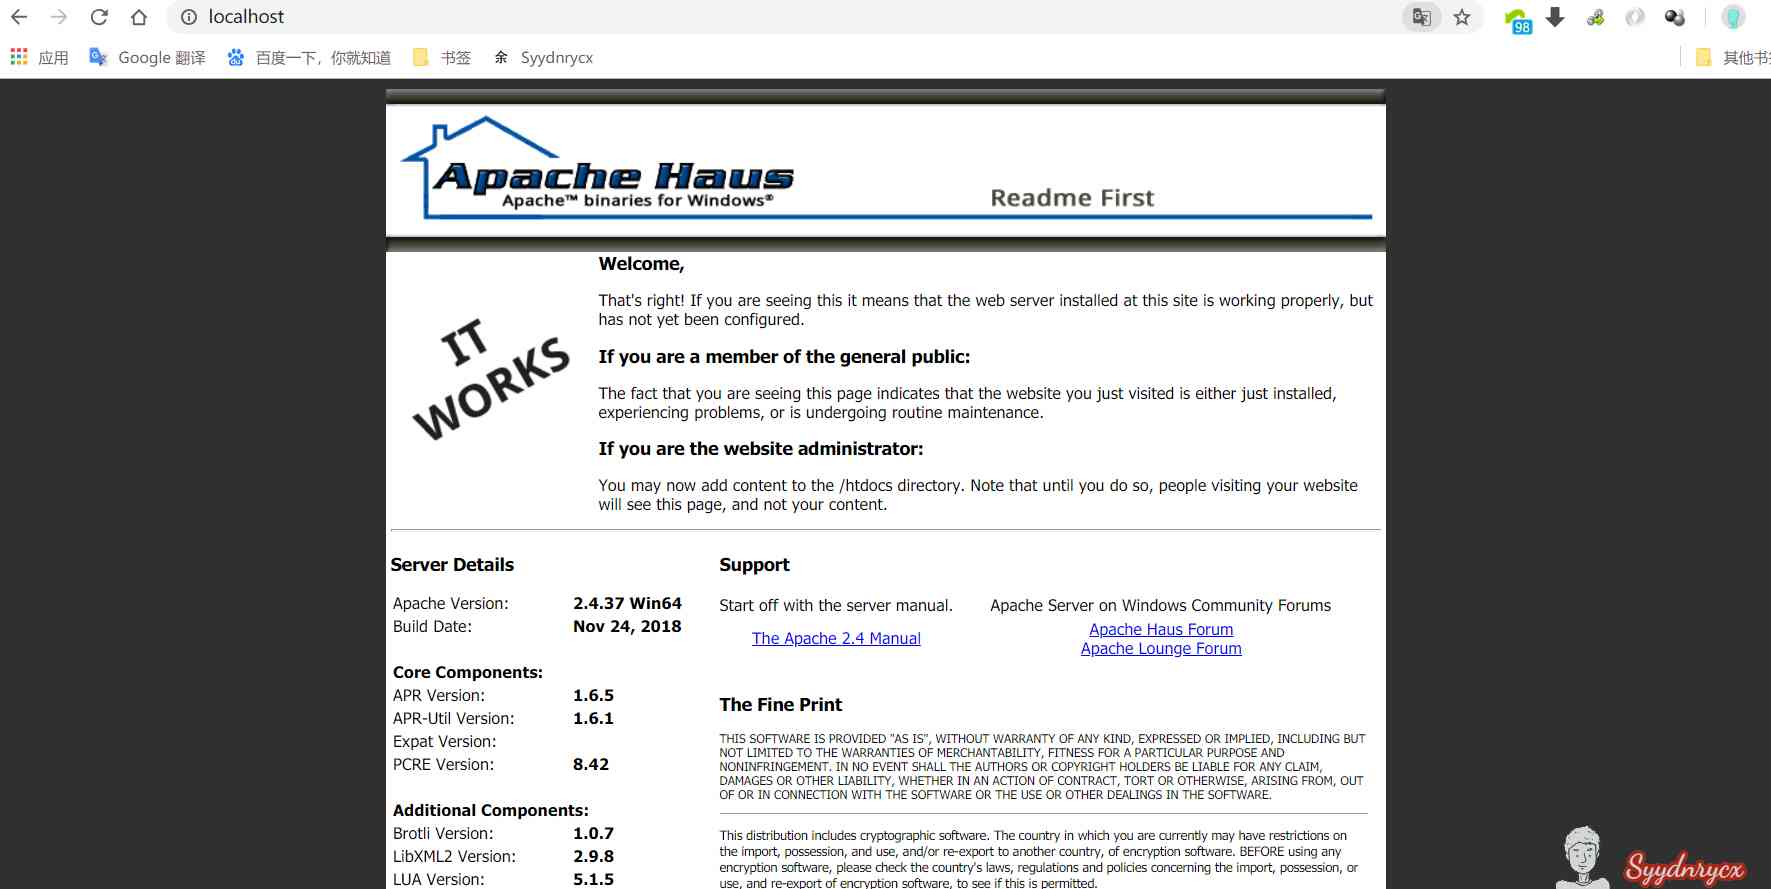 localhost
98
应用
Google 翻译
百度一下，你就知道
书签
余
Syydnrycx
其他书
Apache Haus
Apache™ binaries for Windows®
Readme First
IT
WORKS
Welcome,
That's right! If you are seeing this it means that the web server installed at this site is working properly, but
has not yet been configured.
If you are a member of the general public:
The fact that you are seeing this page indicates that the website you just visited is either just installed,
experiencing problems, or is undergoing routine maintenance.
If you are the website administrator:
You may now add content to the /htdocs directory. Note that until you do so, people visiting your website
will see this page, and not your content.
Server Details
Apache Version: 2.4.37 Win64
Build Date: Nov 24, 2018
Core Components:
APR Version: 1.6.5
APR-Util Version: 1.6.1
Expat Version:
PCRE Version: 8.42
Additional Components:
Brotli Version: 1.0.7
LibXML2 Version: 2.9.8
LUA Version: 5.1.5
Support
Start off with the server manual.
The Apache 2.4 Manual
Apache Server on Windows Community Forums
Apache Haus Forum
Apache Lounge Forum
The Fine Print
THIS SOFTWARE IS PROVIDED "AS IS", WITHOUT WARRANTY OF ANY KIND, EXPRESSED OR IMPLIED, INCLUDING BUT
NOT LIMITED TO THE WARRANTIES OF MERCHANTABILITY, FITNESS FOR A PARTICULAR PURPOSE AND
NONINFRINGEMENT. IN NO EVENT SHALL THE AUTHORS OR COPYRIGHT HOLDERS BE LIABLE FOR ANY CLAIM,
DAMAGES OR OTHER LIABILITY, WHETHER IN AN ACTION OF CONTRACT, TORT OR OTHERWISE, ARISING FROM, OUT
OF OR IN CONNECTION WITH THE SOFTWARE OR THE USE OR OTHER DEALINGS IN THE SOFTWARE.
This distribution includes cryptographic software. The country in which you are currently may have restrictions on
the import, possession, and use, and/or re-export to another country, of encryption software. BEFORE using any
encryption software, please check the country's laws, regulations and policies concerning the import, possession, or
use, and re-export of encryption software, to see if this is permitted.
Syydnrycx